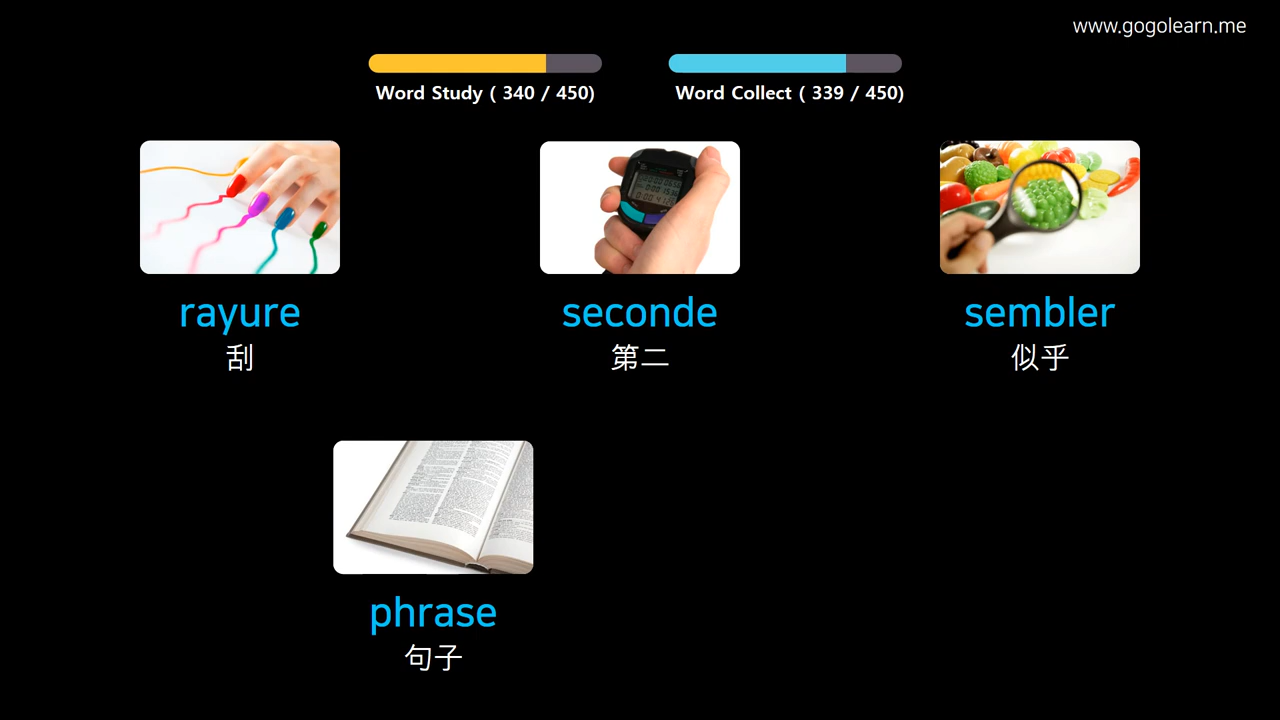 www.gogolearn.me
Word Study ( 340 / 450)
Word Collect ( 339 / 450)
rayure
刮
seconde
第二
sembler
似乎
phrase
句子